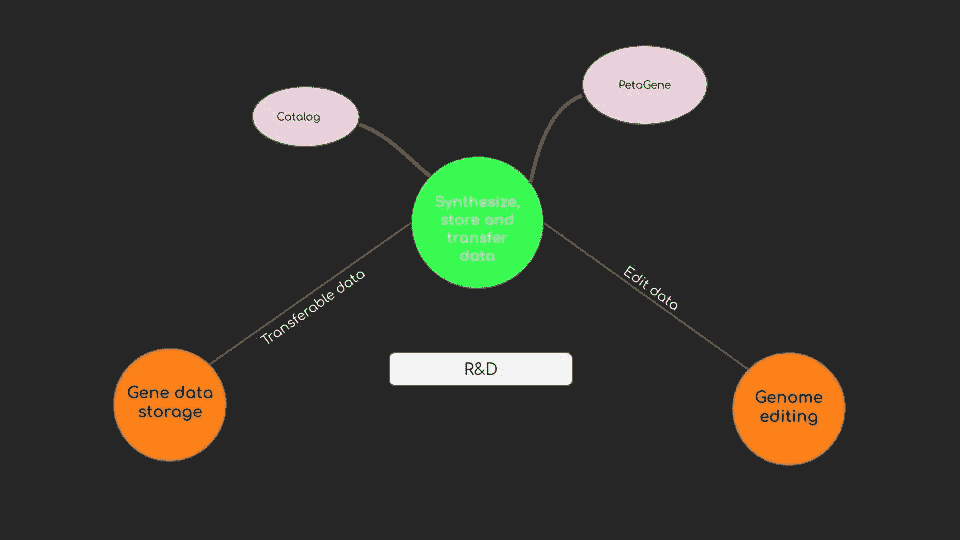 PetaGene
Catalog
Synthesize,
store and
transfer
data
Transferable data
Edit data
R&D
Gene data
storage
Genome
editing